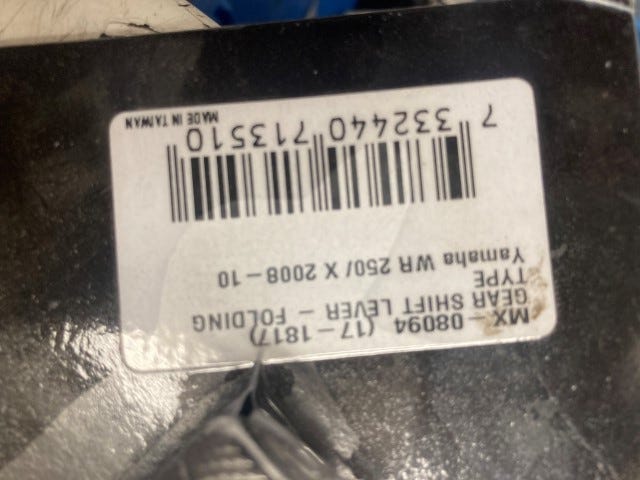 MX-08094 (17-1817)
GEAR SHIFT LEVER - FOLDING
TYPE
Yamaha WR 250/ X 2008-10
7 332440 713510
MADE IN TAIWAN